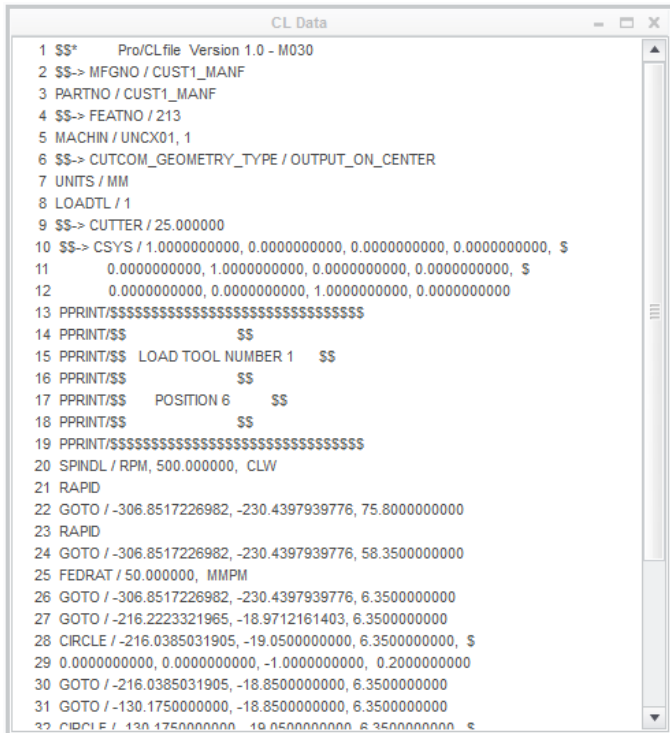 CL Data
1 $$* Pro/CLfile Version 1.0 - M030
2 $$-> MFGNO / CUST1_MANF
3 PARTNO / CUST1_MANF
4 $$-> FEATNO / 213
5 MACHIN / UNCX01, 1
6 $$-> CUTCOM_GEOMETRY_TYPE / OUTPUT_ON_CENTER
7 UNITS / MM
8 LOADTL / 1
9 $$-> CUTTER / 25.000000
10 $$-> CSYS / 1.0000000000, 0.0000000000, 0.0000000000, 0.0000000000, $
11 0.0000000000, 1.0000000000, 0.0000000000, 0.0000000000, $
12 0.0000000000, 0.0000000000, 1.0000000000, 0.0000000000
13 PPRINT/$$$$$$$$$$$$$$$$$$$$$$$$$$$$$$$
14 PPRINT/$$ $$
15 PPRINT/$$ LOAD TOOL NUMBER 1 $$
16 PPRINT/$$ $$
17 PPRINT/$$ POSITION 6 $$
18 PPRINT/$$ $$
19 PPRINT/$$$$$$$$$$$$$$$$$$$$$$$$$$$$$$$
20 SPINDL / RPM, 500.000000, CLW
21 RAPID
22 GOTO / -306.8517226982, -230.4397939776, 75.8000000000
23 RAPID
24 GOTO / -306.8517226982, -230.4397939776, 58.3500000000
25 FEDRAT / 50.000000, MMPM
26 GOTO / -306.8517226982, -230.4397939776, 6.3500000000
27 GOTO / -216.2223321965, -18.9712161403, 6.3500000000
28 CIRCLE / -216.0385031905, -19.0500000000, 6.3500000000, $
29 0.0000000000, 0.0000000000, -1.0000000000, 0.2000000000
30 GOTO / -216.0385031905, -18.8500000000, 6.3500000000
31 GOTO / -130.1750000000, -18.8500000000, 6.3500000000
32 CIRCLE / -130.1750000000, -19.0500000000, 6.3500000000, $